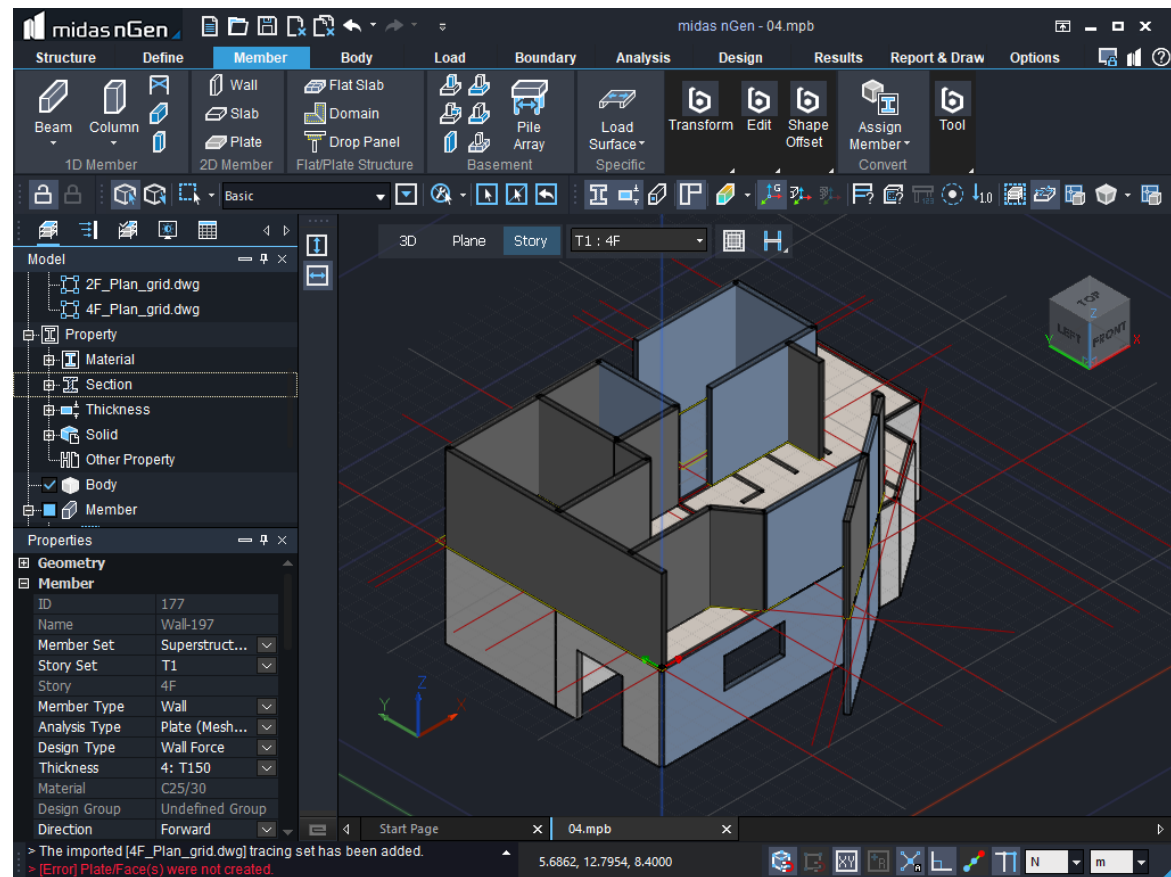 midas nGen
midas nGen - 04.mpb
Structure Define Member Body Load Boundary Analysis Design Results Report & Draw Options
Beam
Column
Wall
Slab
Plate
Flat Slab
Domain
Drop Panel
Pile
Array
Load
Surface
Transform
Edit
Shape
Offset
Assign
Member
Tool
1D Member 2D Member Flat/Plate Structure Basement Specific Convert
Basic
1.0
3D Plane Story T1 : 4F
Model
2F_Plan_grid.dwg
4F_Plan_grid.dwg
Property
Material
Section
Thickness
Solid
Other Property
Body
Member
Properties
Geometry
Member
ID 177
Name Wall-197
Member Set Superstruct...
Story Set T1
Story 4F
Member Type Wall
Analysis Type Plate (Mesh...
Design Type Wall Force
Thickness 4: T150
Material C25/30
Design Group Undefined Group
Direction Forward
TOP
LEFT
FRONT
Z
Y
X
Z
Y
X
Start Page 04.mpb
> The imported [4F_Plan_grid.dwg] tracing set has been added.
> [Error] Plate/Face(s) were not created.
5.6862, 12.7954, 8.4000
N
m